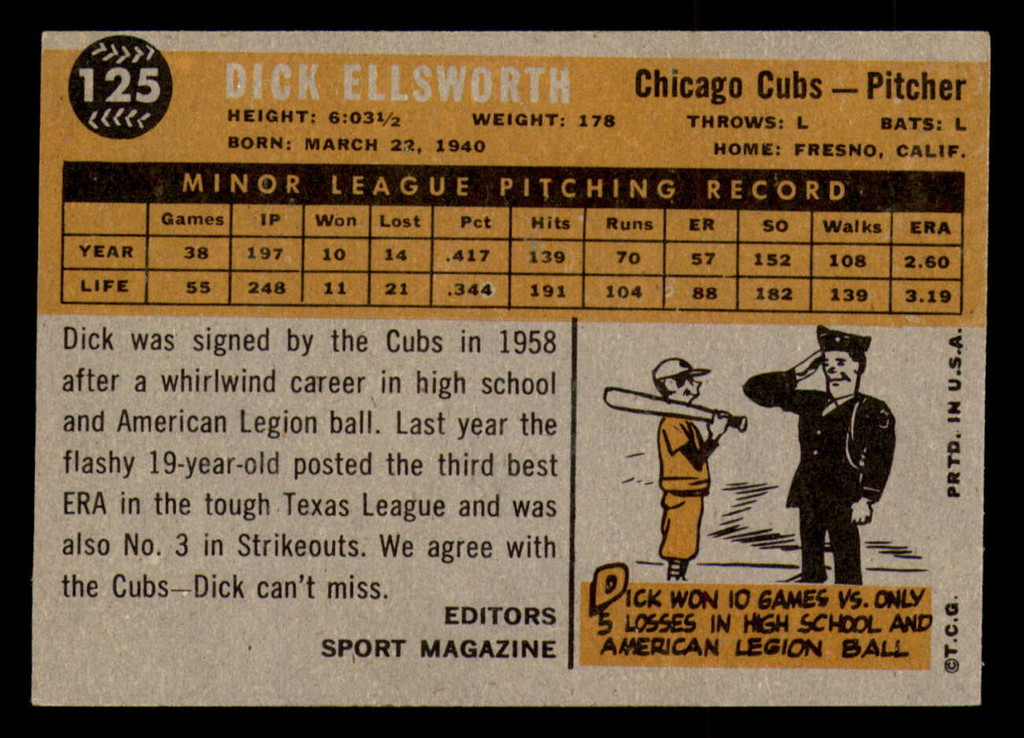 125
DICK ELLSWORTH
Chicago Cubs — Pitcher
HEIGHT: 6:03½ WEIGHT: 178 THROWS: L BATS: L
BORN: MARCH 22, 1940 HOME: FRESNO, CALIF.
MINOR LEAGUE PITCHING RECORD
Games IP Won Lost Pct Hits Runs ER SO Walks ERA
YEAR 38 197 10 14 .417 139 70 57 152 108 2.60
LIFE 55 248 11 21 .344 191 104 88 182 139 3.19
Dick was signed by the Cubs in 1958
after a whirlwind career in high school
and American Legion ball. Last year the
flashy 19-year-old posted the third best
ERA in the tough Texas League and was
also No. 3 in Strikeouts. We agree with
the Cubs—Dick can't miss.
EDITORS
SPORT MAGAZINE
DICK WON 10 GAMES VS. ONLY
5 LOSSES IN HIGH SCHOOL AND
AMERICAN LEGION BALL
©T.C.G. PRTD. IN U.S.A.